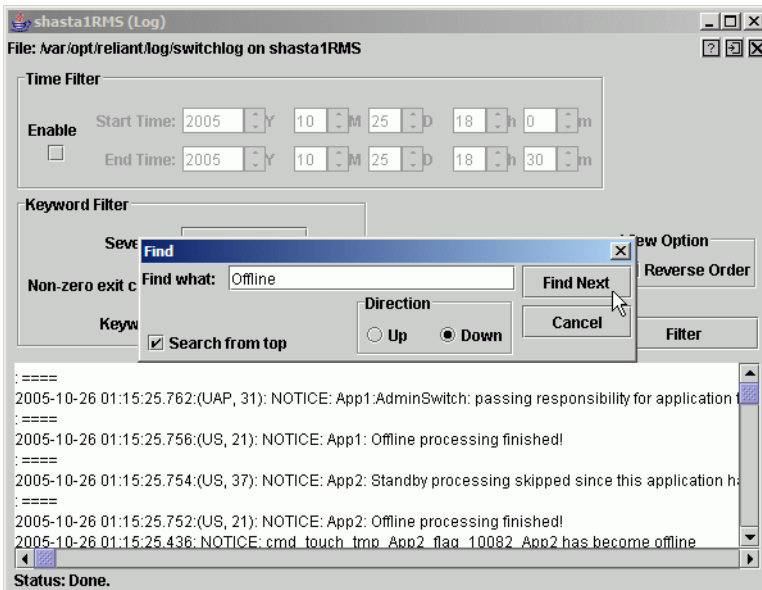 shasta1RMS (Log)
File: /var/opt/reliant/log/switchlog on shasta1RMS
Time Filter
Enable
Start Time: 2005 Y 10 M 25 D 18 h 0 m
End Time: 2005 Y 10 M 25 D 18 h 30 m
Keyword Filter
View Option
Reverse Order
Non-zero exit
Filter
Find
Find what: Offline
Find Next
Direction
Up Down
Cancel
Search from top
: ====
2005-10-26 01:15:25.762:(UAP, 31): NOTICE: App1:AdminSwitch: passing responsibility for application
: ====
2005-10-26 01:15:25.756:(US, 21): NOTICE: App1: Offline processing finished!
: ====
2005-10-26 01:15:25.754:(US, 37): NOTICE: App2: Standby processing skipped since this application
: ====
2005-10-26 01:15:25.752:(US, 21): NOTICE: App2: Offline processing finished!
2005-10-26 01:15:25.436: NOTICE: cmd_touch_tmp_App2_flag_10082_App2 has become offline
Status: Done.